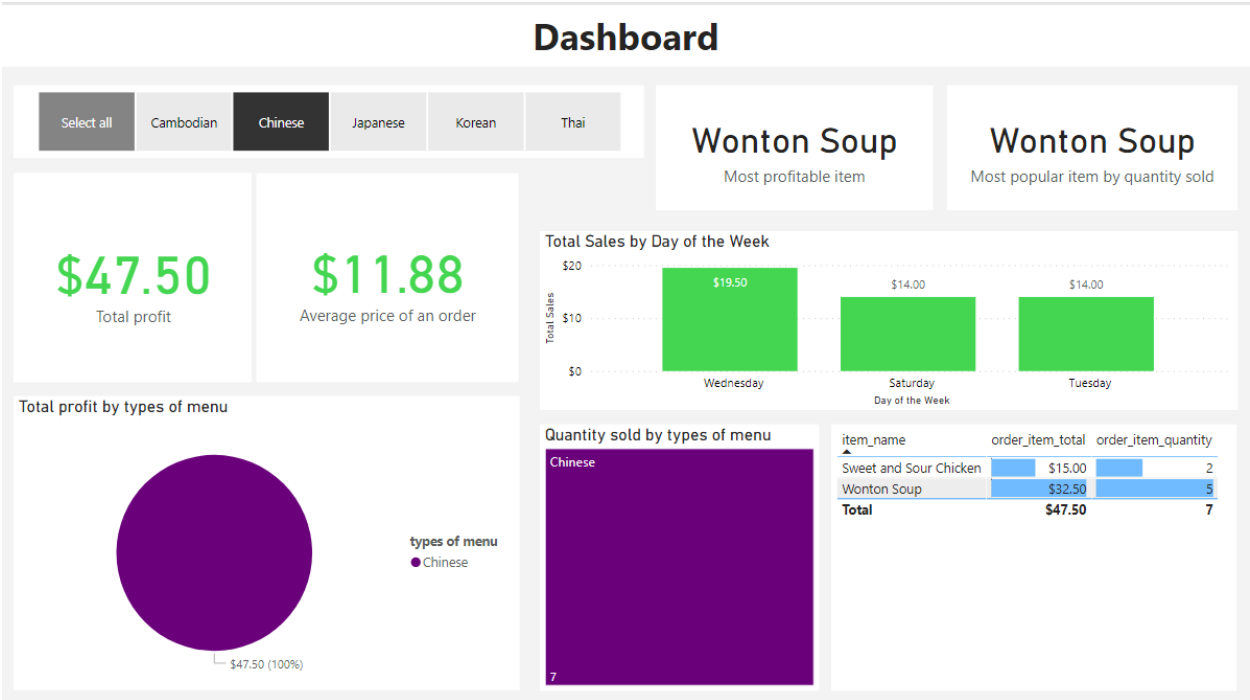 Dashboard
Select all
Cambodian
Chinese
Japanese
Korean
Thai
Wonton Soup
Most profitable item
Wonton Soup
Most popular item by quantity sold
$47.50
Total profit
$11.88
Average price of an order
Total Sales by Day of the Week
Total Sales
$20
$10
$0
$19.50
$14.00
$14.00
Wednesday
Saturday
Tuesday
Day of the Week
Total profit by types of menu
types of menu
Chinese
$47.50 (100%)
Quantity sold by types of menu
Chinese
7
item_name order_item_total order_item_quantity
Sweet and Sour Chicken $15.00 2
Wonton Soup $32.50 5
Total $47.50 7